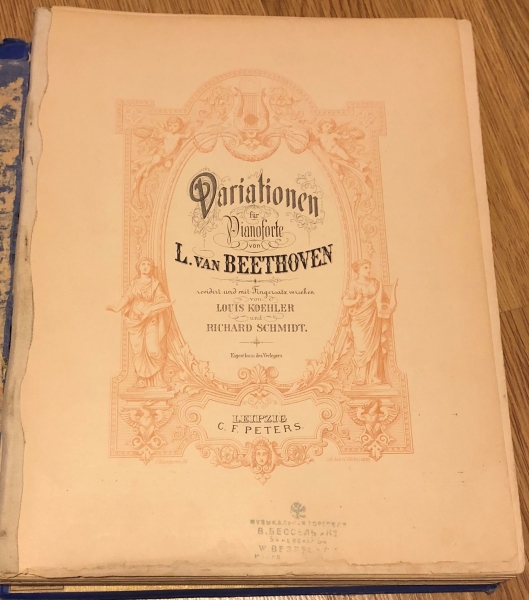 Variationen
für
Pianoforte
von
L. VAN BEETHOVEN
revidirt und mit Fingersatz versehen
von
LOUIS KOEHLER
und
RICHARD SCHMIDT.
Eigenthum des Verlegers
LEIPZIG
C. F. PETERS.
В. БЕССЕЛЬ и К
W.